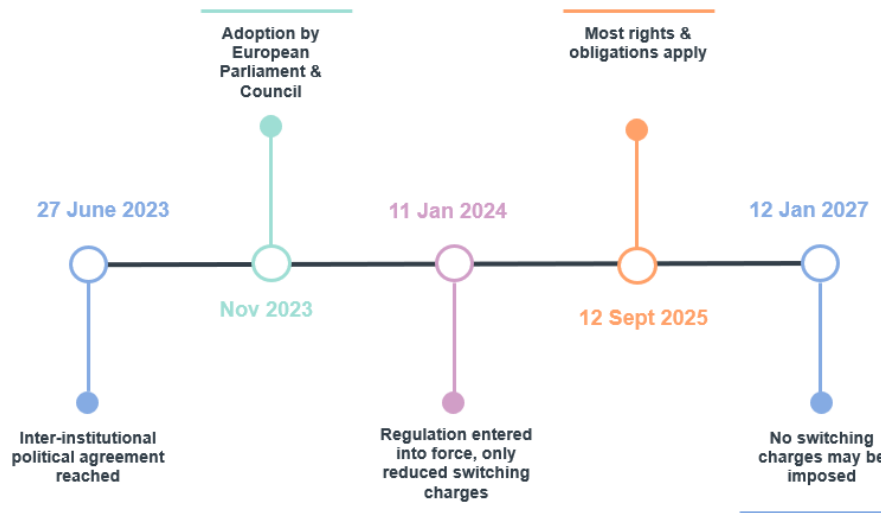 Adoption by
European
Parliament &
Council
Most rights &
obligations apply
27 June 2023
11 Jan 2024
12 Jan 2027
Nov 2023
12 Sept 2025
Inter-institutional
political agreement
reached
Regulation entered
into force, only
reduced switching
charges
No switching
charges may be
imposed